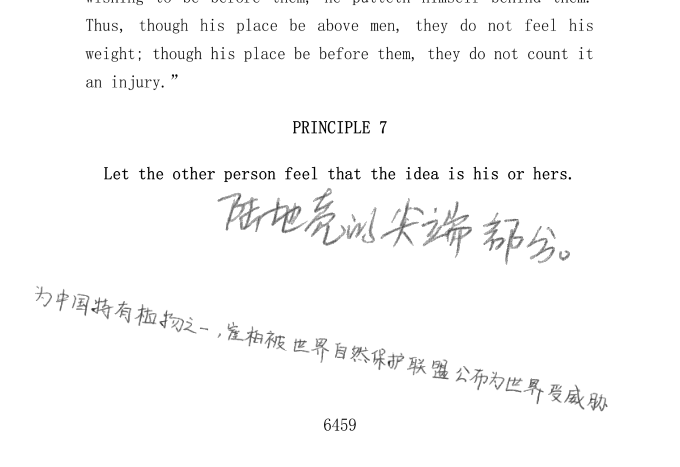 wishing to be before them, he putteth himself behind them.
Thus, though his place be above men, they do not feel his
weight; though his place be before them, they do not count it
an injury.”
PRINCIPLE 7
Let the other person feel that the idea is his or hers.
陆地亮的尖端部分。
为中国特有植物之一，崖柏被世界自然保护联盟公布为世界受威胁
6459